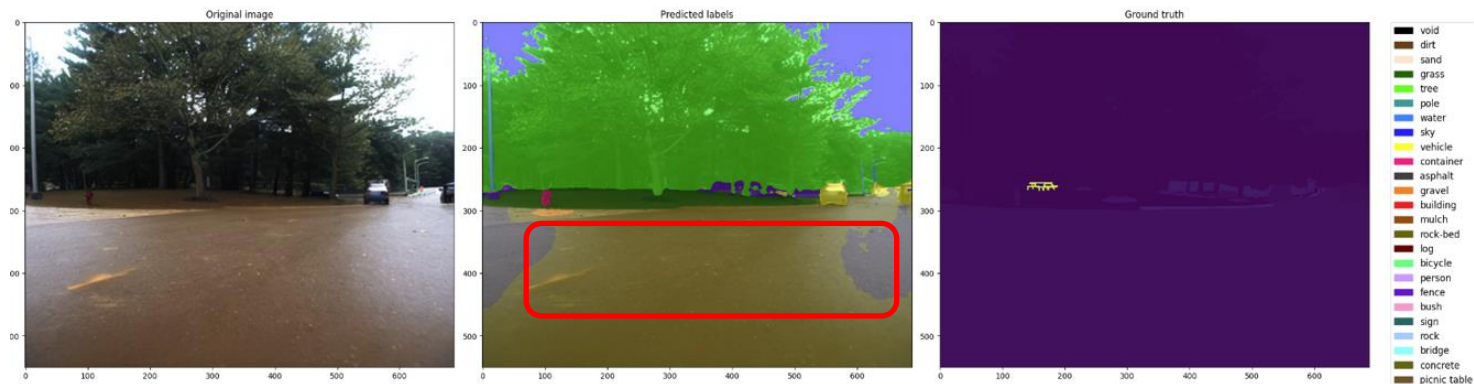 Original image
Predicted labels
Ground truth
0
00
00
00
00
00
0
100
200
300
400
500
600
0
100
200
300
400
500
0
100
200
300
400
500
600
0
100
200
300
400
500
0
100
200
300
400
500
600
void
dirt
sand
grass
tree
pole
water
sky
vehicle
container
asphalt
gravel
building
mulch
rock-bed
log
bicycle
person
fence
bush
sign
rock
bridge
concrete
picnic table